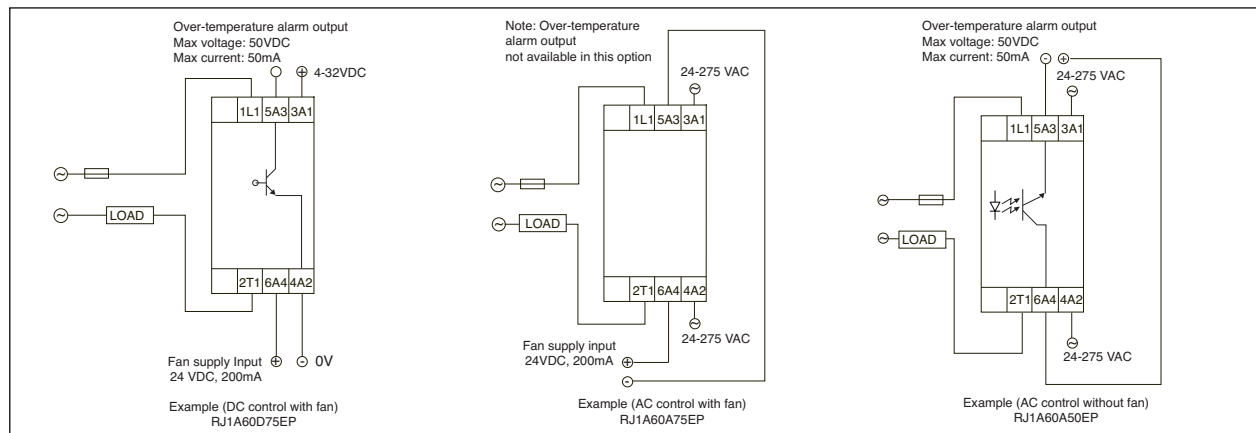 Over-temperature alarm output
Max voltage: 50VDC
Max current: 50mA
4-32VDC
1L1 5A3 3A1
LOAD
2T1 6A4 4A2
Fan supply Input
24 VDC, 200mA
0V
Example (DC control with fan)
RJ1A60D75EP
Note: Over-temperature
alarm output
not available in this option
24-275 VAC
1L1 5A3 3A1
LOAD
2T1 6A4 4A2
24-275 VAC
Fan supply input
24VDC, 200mA
Example (AC control with fan)
RJ1A60A75EP
Over-temperature alarm output
Max voltage: 50VDC
Max current: 50mA
24-275 VAC
1L1 5A3 3A1
LOAD
2T1 6A4 4A2
24-275 VAC
Example (AC control without fan)
RJ1A60A50EP